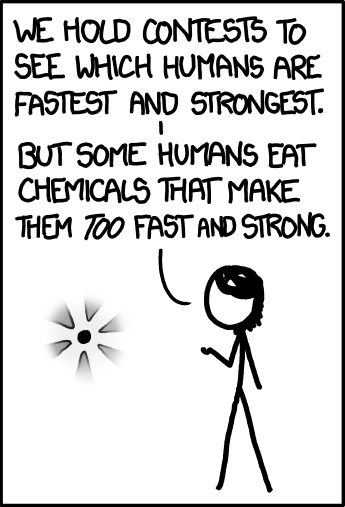 WE HOLD CONTESTS TO
SEE WHICH HUMANS ARE
FASTEST AND STRONGEST.
BUT SOME HUMANS EAT
CHEMICALS THAT MAKE
THEM TOO FAST AND STRONG.